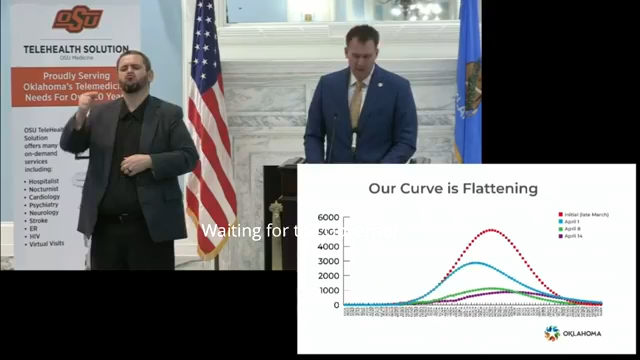 OSU
TELEHEALTH SOLUTION
OSU Medicine
Proudly Serving
Oklahoma's Telemedicine
Needs For Over 20 Years
OSU TeleHealth
Solution
offers many
on-demand
services
including:
• Hospitalist
• Nocturnist
• Cardiology
• Psychiatry
• Neurology
• Stroke
• ER
• HIV
• Virtual Visits
Waiting for
Our Curve is Flattening
6000
5000
4000
3000
2000
1000
0
Initial (late March)
April 1
April 8
April 14
OKLAHOMA